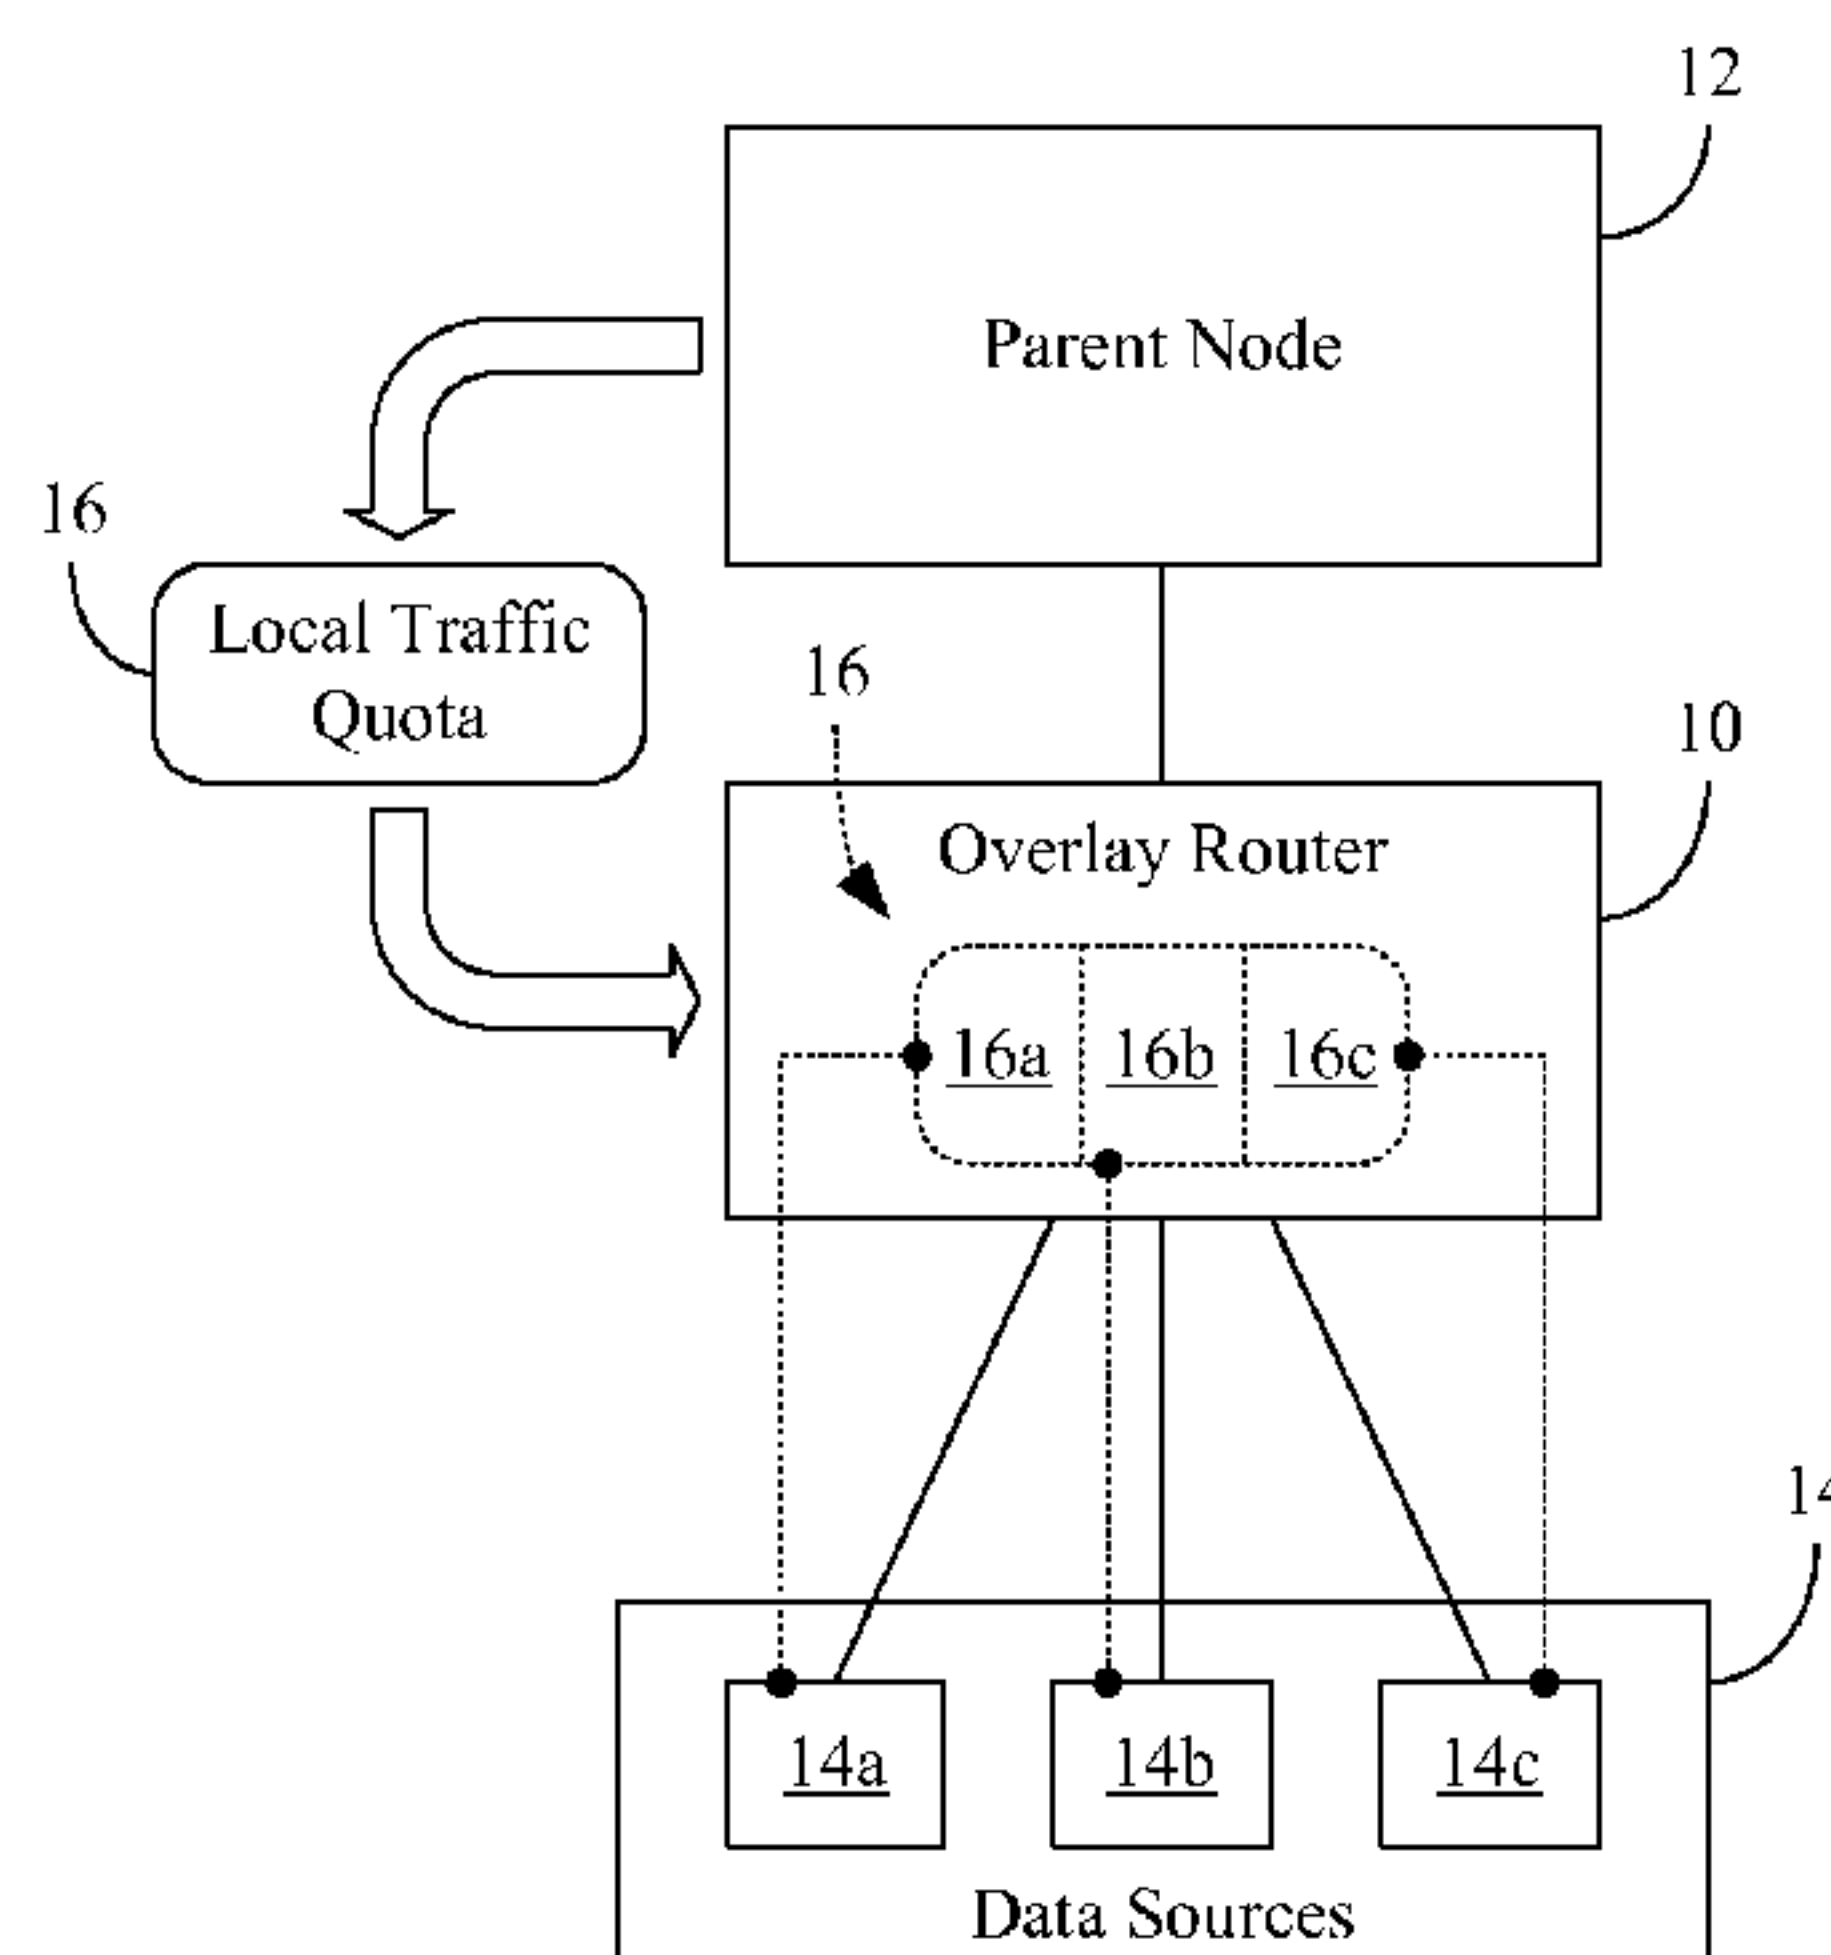 12
Parent Node
16
Local Traffic
Quota
16
10
Overlay Router
16a 16b 16c
14
14a 14b 14c
Data Sources